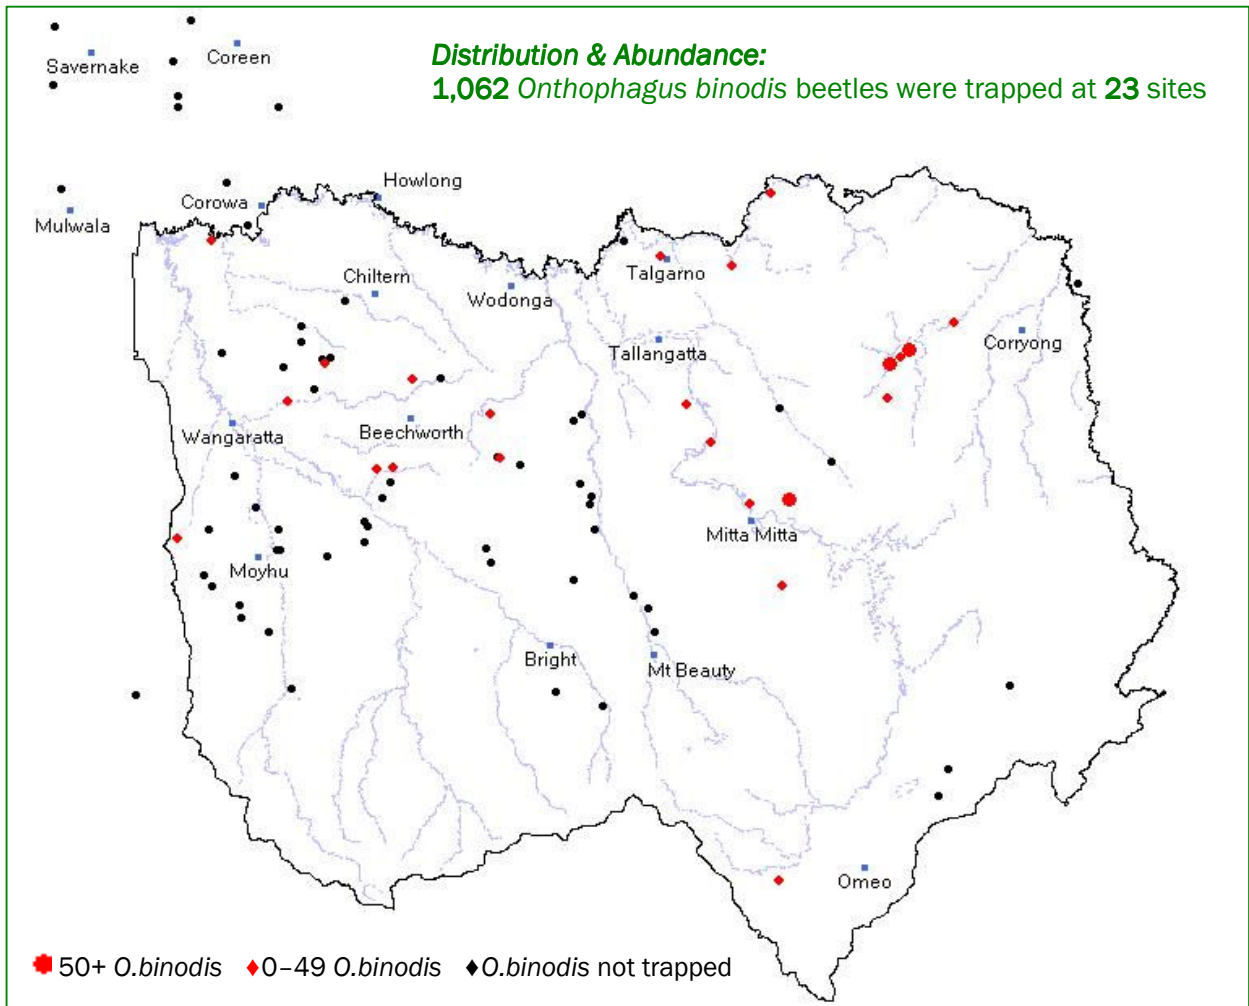 Distribution & Abundance:
1,062 Onthophagus binodis beetles were trapped at 23 sites
Savernake
Coreen
Mulwala
Corowa
Howlong
Chiltern
Wodonga
Talgarno
Tallangatta
Corryong
Wangaratta
Beechworth
Mitta Mitta
Moyhu
Bright
Mt Beauty
Omeo
50+ O.binodis 0–49 O.binodis O.binodis not trapped